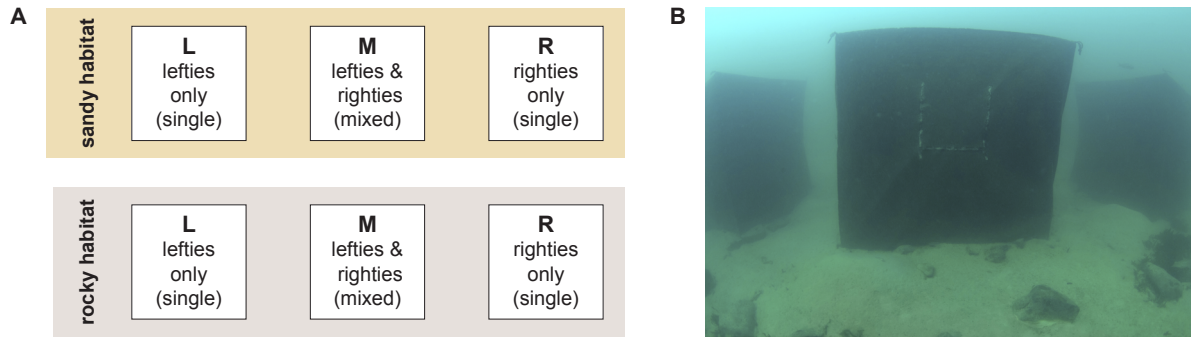 A
sandy habitat
L
lefties
only
(single)
M
lefties &
righties
(mixed)
R
righties
only
(single)
rocky habitat
L
lefties
only
(single)
M
lefties &
righties
(mixed)
R
righties
only
(single)
B